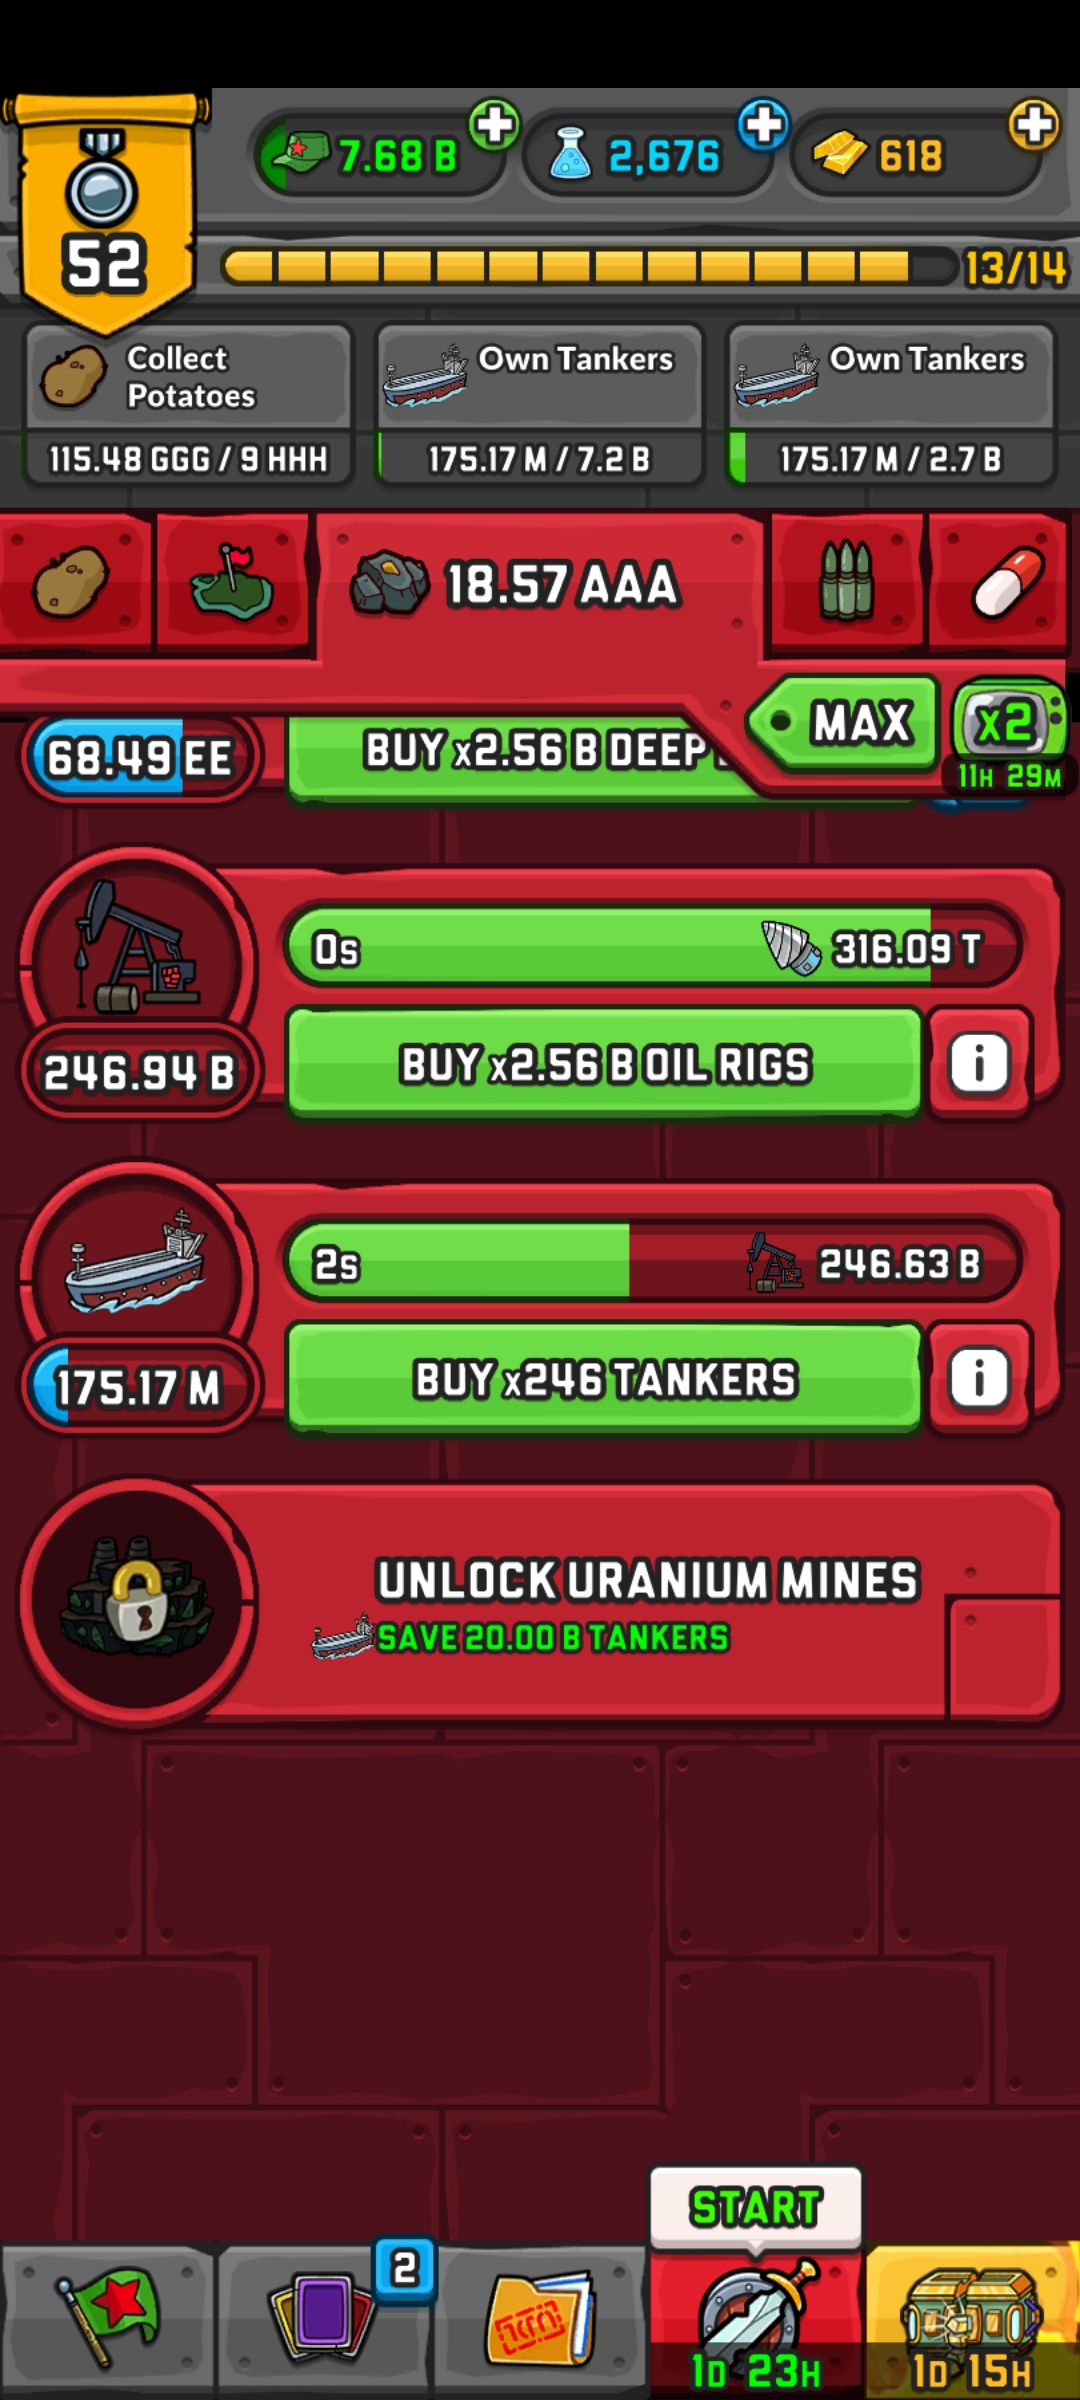 52
7.68 B
2,676
618
13/14
Collect
Potatoes
115.48 GGG / 9 HHH
Own Tankers
175.17 M / 7.2 B
Own Tankers
175.17 M / 2.7 B
18.57 AAA
MAX
x2
11H 29M
68.49 EE
BUY x2.56 B DEEP
0s
316.09 T
246.94 B
BUY x2.56 B OIL RIGS
i
2s
246.63 B
175.17 M
BUY x246 TANKERS
i
UNLOCK URANIUM MINES
SAVE 20.00 B TANKERS
START
2
1D 23H
1D 15H